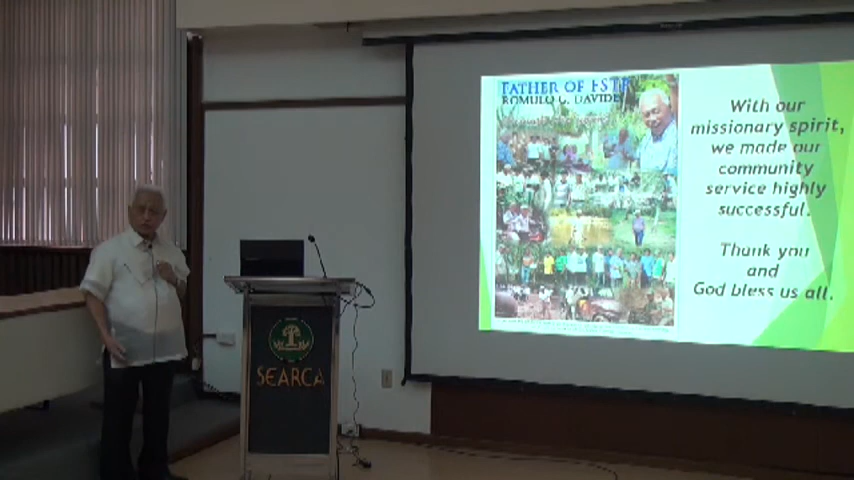 FATHER OF FSTP
ROMULO G. DAVIDE
With our
missionary spirit,
we made our
community
service highly
successful.
Thank you
and
God bless us all.
SEARCA